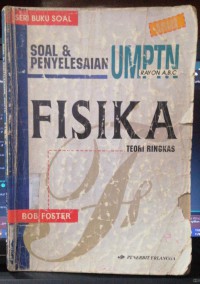 SERI BUKU SOAL
SOAL &
PENYELESAIAN
UMPTN
RAYON A,B,C
FISIKA
TEORI RINGKAS
BOB FOSTER
PENERBIT ERLANGGA